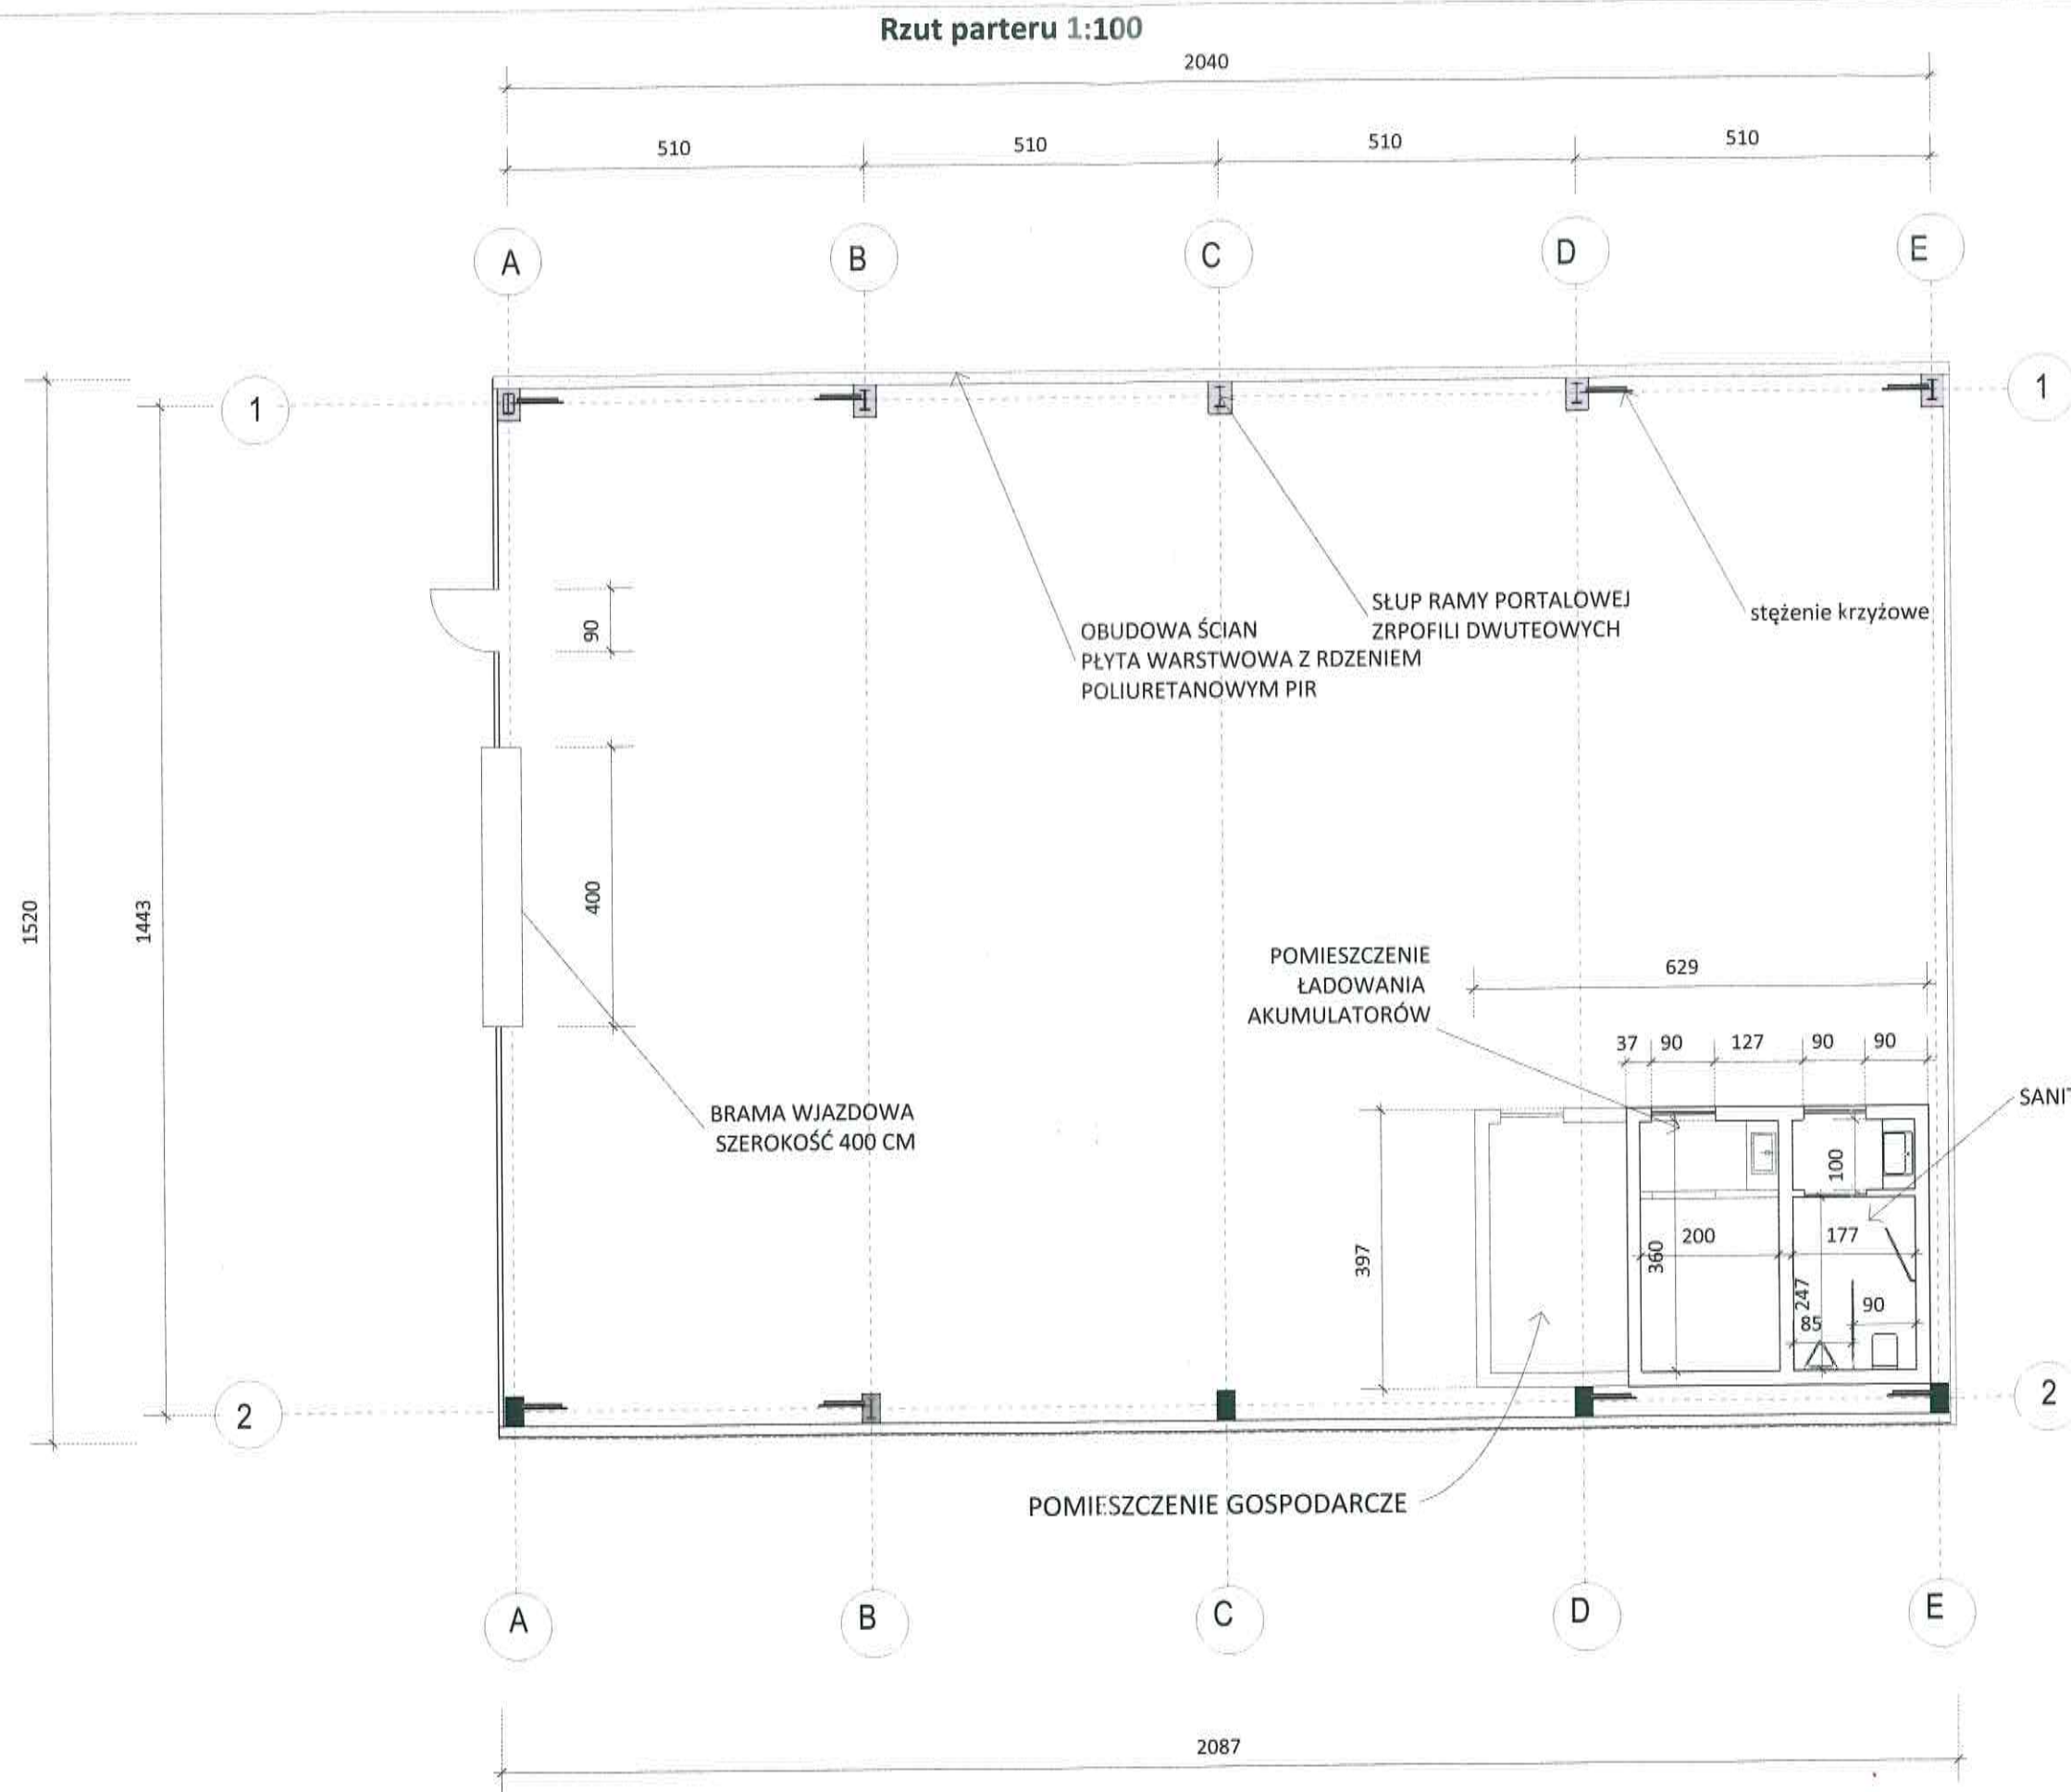 Rzut parteru 1:100
2040
510
510
510
510
A
B
C
D
E
1
1
90
OBUDOWA ŚCIAN
PŁYTA WARSTWOWA Z RDZENIEM
POLIURETANOWYM PIR
SŁUP RAMY PORTALOWEJ
ZRPOFILI DWUTEOWYCH
stężenie krzyżowe
1520
1443
400
POMIESZCZENIE
ŁADOWANIA
AKUMULATORÓW
629
37
90
127
90
90
BRAMA WJAZDOWA
SZEROKOŚĆ 400 CM
SANIT
100
397
360
200
177
247
90
85
2
2
POMIESZCZENIE GOSPODARCZE
A
B
C
D
E
2087